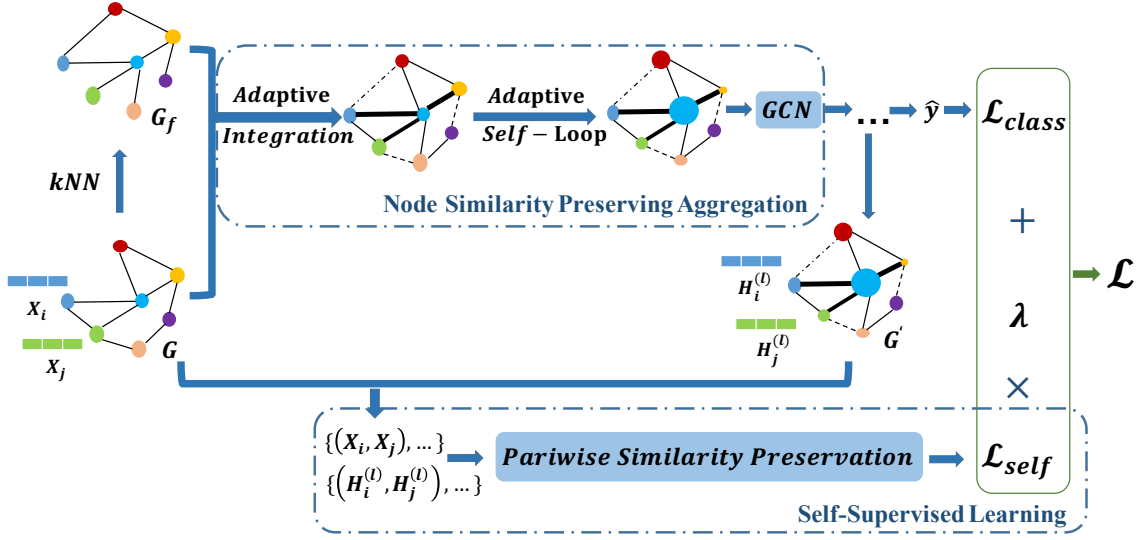 G_f
kNN
X_i
X_j
G
Adaptive
Integration
Adaptive
Self − Loop
GCN
...
ŷ
ℒ_class
Node Similarity Preserving Aggregation
H_i^(l)
H_j^(l)
G'
+
λ
×
ℒ
{(X_i, X_j), ... }
{(H_i^(l), H_j^(l)), ... }
Pariwise Similarity Preservation
ℒ_self
Self-Supervised Learning